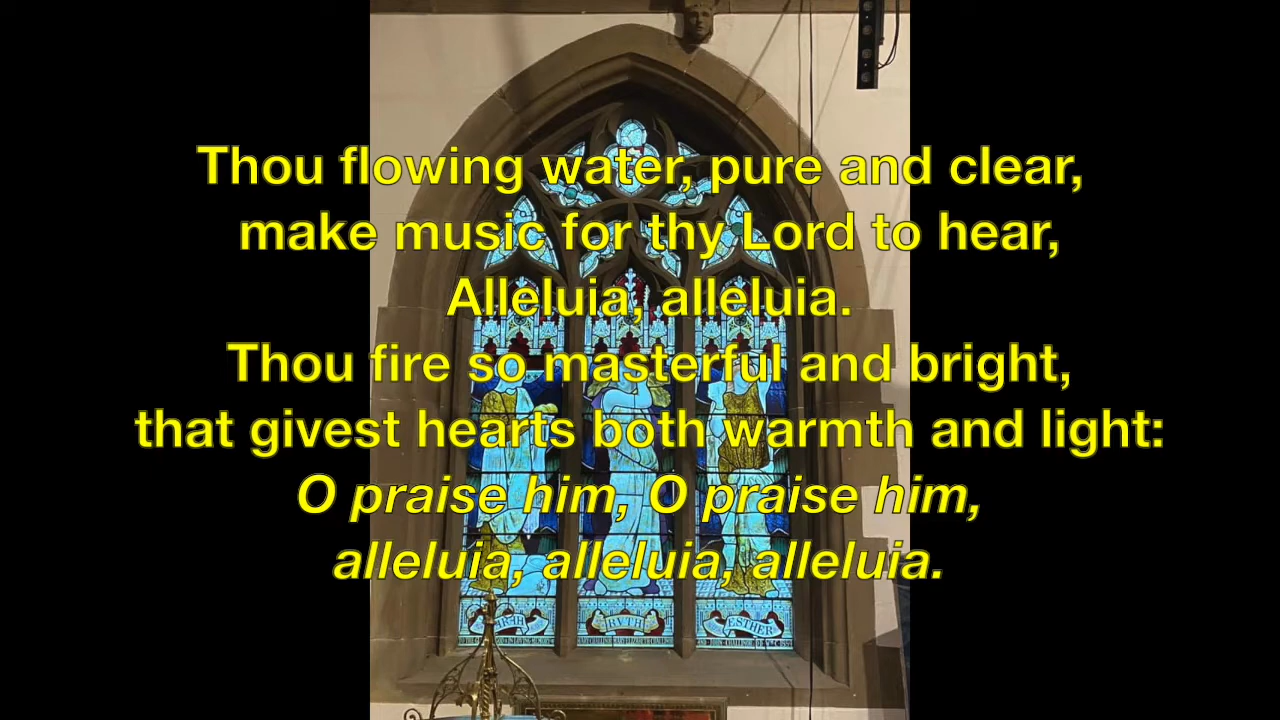 Thou flowing water, pure and clear,
make music for thy Lord to hear,
Alleluia, alleluia.
Thou fire so masterful and bright,
that givest hearts both warmth and light:
O praise him, O praise him,
alleluia, alleluia, alleluia.
RVTH
ESTHER